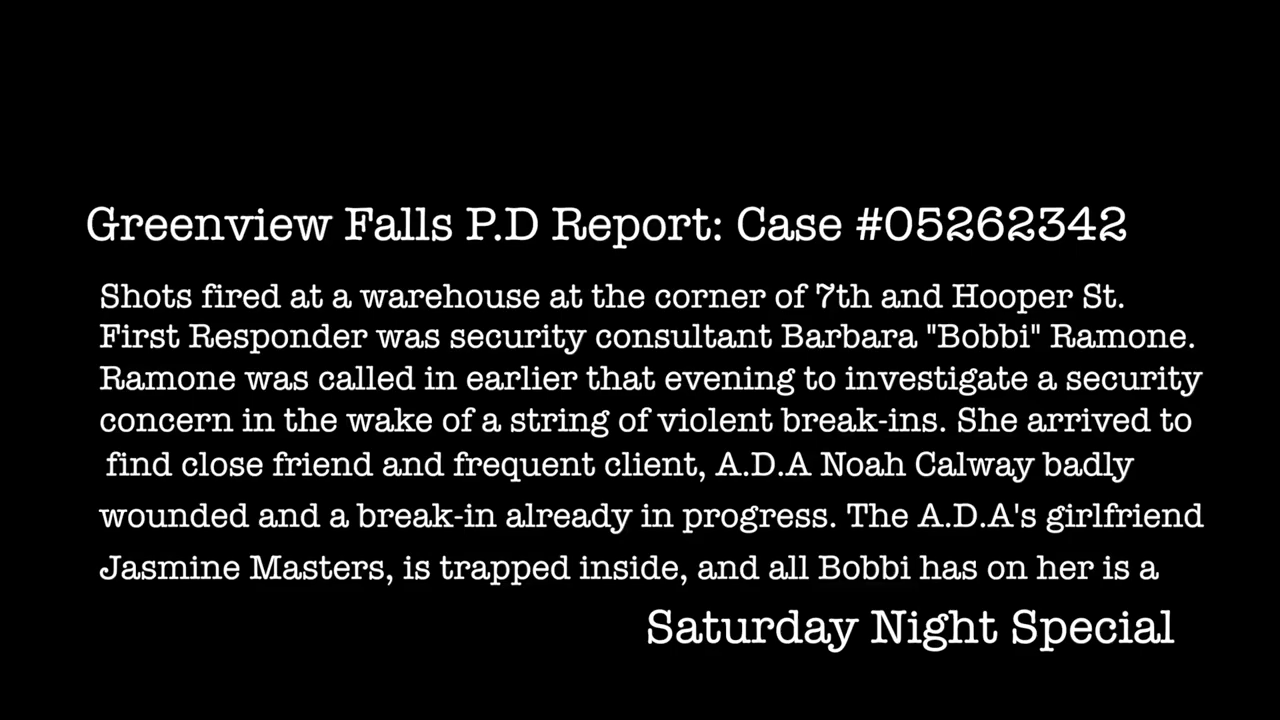 Greenview Falls P.D Report: Case #05262342
Shots fired at a warehouse at the corner of 7th and Hooper St.
First Responder was security consultant Barbara "Bobbi" Ramone.
Ramone was called in earlier that evening to investigate a security
concern in the wake of a string of violent break-ins. She arrived to
find close friend and frequent client, A.D.A Noah Calway badly
wounded and a break-in already in progress. The A.D.A's girlfriend
Jasmine Masters, is trapped inside, and all Bobbi has on her is a
Saturday Night Special